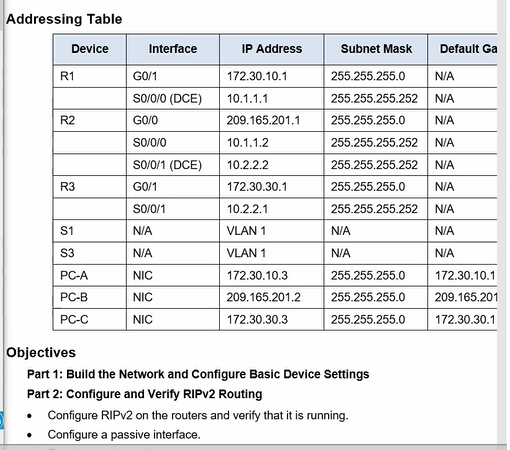 Addressing Table
Device Interface IP Address Subnet Mask Default Ga
R1 G0/1 172.30.10.1 255.255.255.0 N/A
S0/0/0 (DCE) 10.1.1.1 255.255.255.252 N/A
R2 G0/0 209.165.201.1 255.255.255.0 N/A
S0/0/0 10.1.1.2 255.255.255.252 N/A
S0/0/1 (DCE) 10.2.2.2 255.255.255.252 N/A
R3 G0/1 172.30.30.1 255.255.255.0 N/A
S0/0/1 10.2.2.1 255.255.255.252 N/A
S1 N/A VLAN 1 N/A N/A
S3 N/A VLAN 1 N/A N/A
PC-A NIC 172.30.10.3 255.255.255.0 172.30.10.1
PC-B NIC 209.165.201.2 255.255.255.0 209.165.201
PC-C NIC 172.30.30.3 255.255.255.0 172.30.30.1
Objectives
Part 1: Build the Network and Configure Basic Device Settings
Part 2: Configure and Verify RIPv2 Routing
• Configure RIPv2 on the routers and verify that it is running.
• Configure a passive interface.